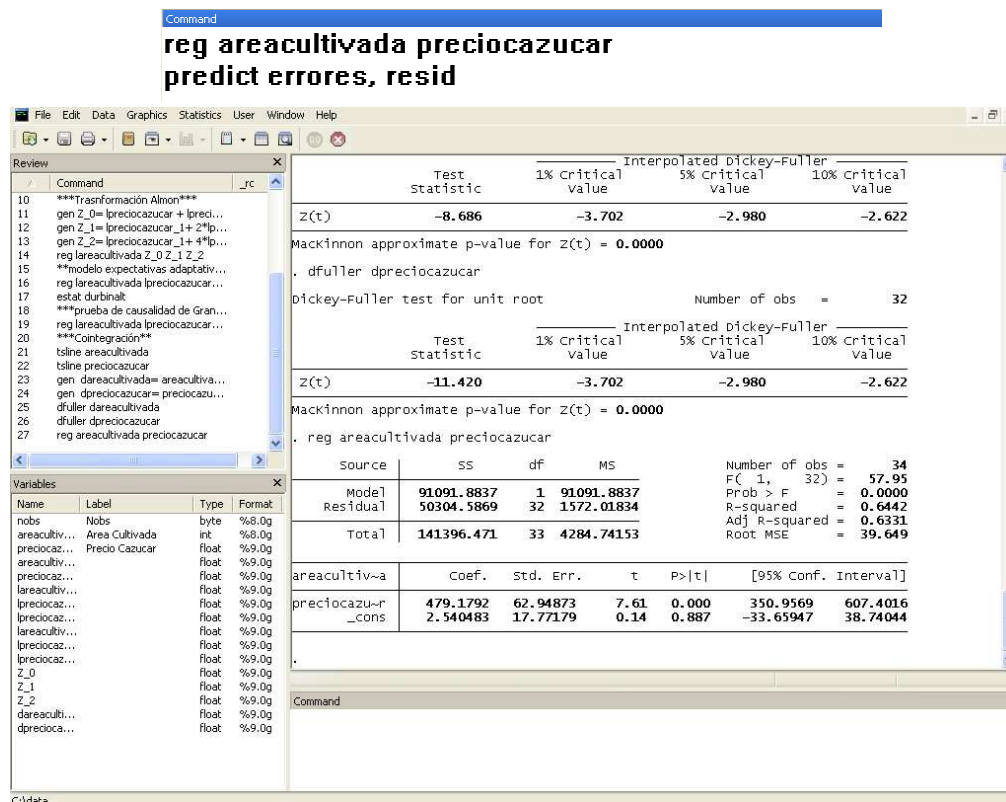 Command
reg areacultivada preciocazucar
predict errores, resid
File Edit Data Graphics Statistics User Window Help
Review
Command _rc
10 ***Trasnformación Almon***
11 gen Z_0= lpreciocazucar + lpreci...
12 gen Z_1= lpreciocazucar_1+ 2*lp...
13 gen Z_2= lpreciocazucar_1+ 4*lp...
14 reg lareacultivada Z_0 Z_1 Z_2
15 **modelo expectativas adaptativ...
16 reg lareacultivada lpreciocazucar...
17 estat durbinalt
18 ***prueba de causalidad de Gran...
19 reg lareacultivada lpreciocazucar...
20 ***Cointegración**
21 tsline areacultivada
22 tsline preciocazucar
23 gen dareacultivada= areacultiva...
24 gen dpreciocazucar= preciocazu...
25 dfuller dareacultivada
26 dfuller dpreciocazucar
27 reg areacultivada preciocazucar
Variables
Name Label Type Format
nobs Nobs byte %8.0g
areacultiv... Area Cultivada int %8.0g
preciocaz... Precio Cazucar float %9.0g
areacultiv... float %9.0g
preciocaz... float %9.0g
lareacultiv... float %9.0g
lpreciocaz... float %9.0g
lpreciocaz... float %9.0g
lareacultiv... float %9.0g
lpreciocaz... float %9.0g
lpreciocaz... float %9.0g
Z_0 float %9.0g
Z_1 float %9.0g
Z_2 float %9.0g
dareaculti... float %9.0g
dprecioca... float %9.0g
Interpolated Dickey-Fuller
Test 1% Critical 5% Critical 10% Critical
Statistic Value Value Value
Z(t) -8.686 -3.702 -2.980 -2.622
MacKinnon approximate p-value for Z(t) = 0.0000
. dfuller dpreciocazucar
Dickey-Fuller test for unit root Number of obs = 32
Interpolated Dickey-Fuller
Test 1% Critical 5% Critical 10% Critical
Statistic Value Value Value
Z(t) -11.420 -3.702 -2.980 -2.622
MacKinnon approximate p-value for Z(t) = 0.0000
. reg areacultivada preciocazucar
Source SS df MS Number of obs = 34
F( 1, 32) = 57.95
Model 91091.8837 1 91091.8837 Prob > F = 0.0000
Residual 50304.5869 32 1572.01834 R-squared = 0.6442
Adj R-squared = 0.6331
Total 141396.471 33 4284.74153 Root MSE = 39.649
areacultiv~a Coef. Std. Err. t P>|t| [95% Conf. Interval]
preciocazu~r 479.1792 62.94873 7.61 0.000 350.9569 607.4016
_cons 2.540483 17.77179 0.14 0.887 -33.65947 38.74044
.
Command
C:\data